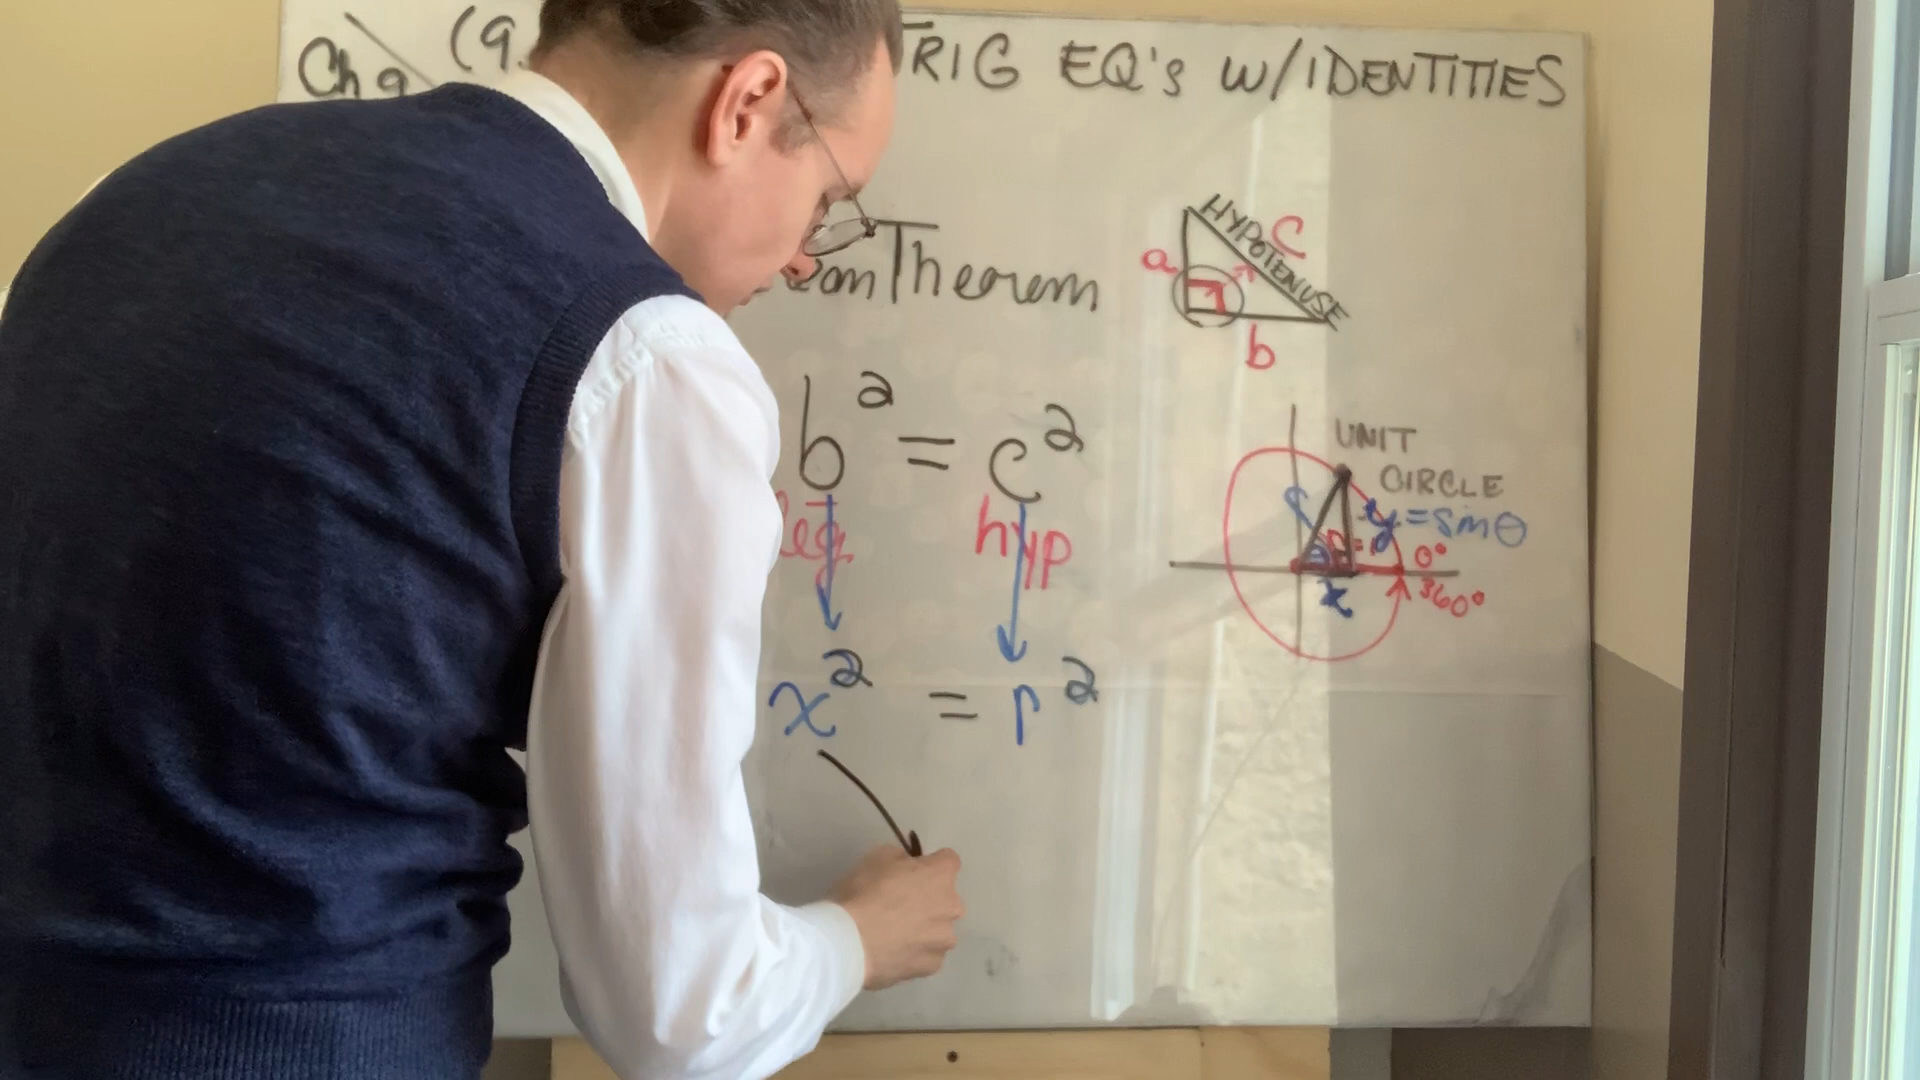 Ch 9 (9. TRIG EQ'S W/IDENTITIES
Theorem
HYPOTENUSE
c
a
b
b² = c²
leg hyp
x² = r²
UNIT
CIRCLE
y = sin θ
θ
r = 1
0°
360°
x